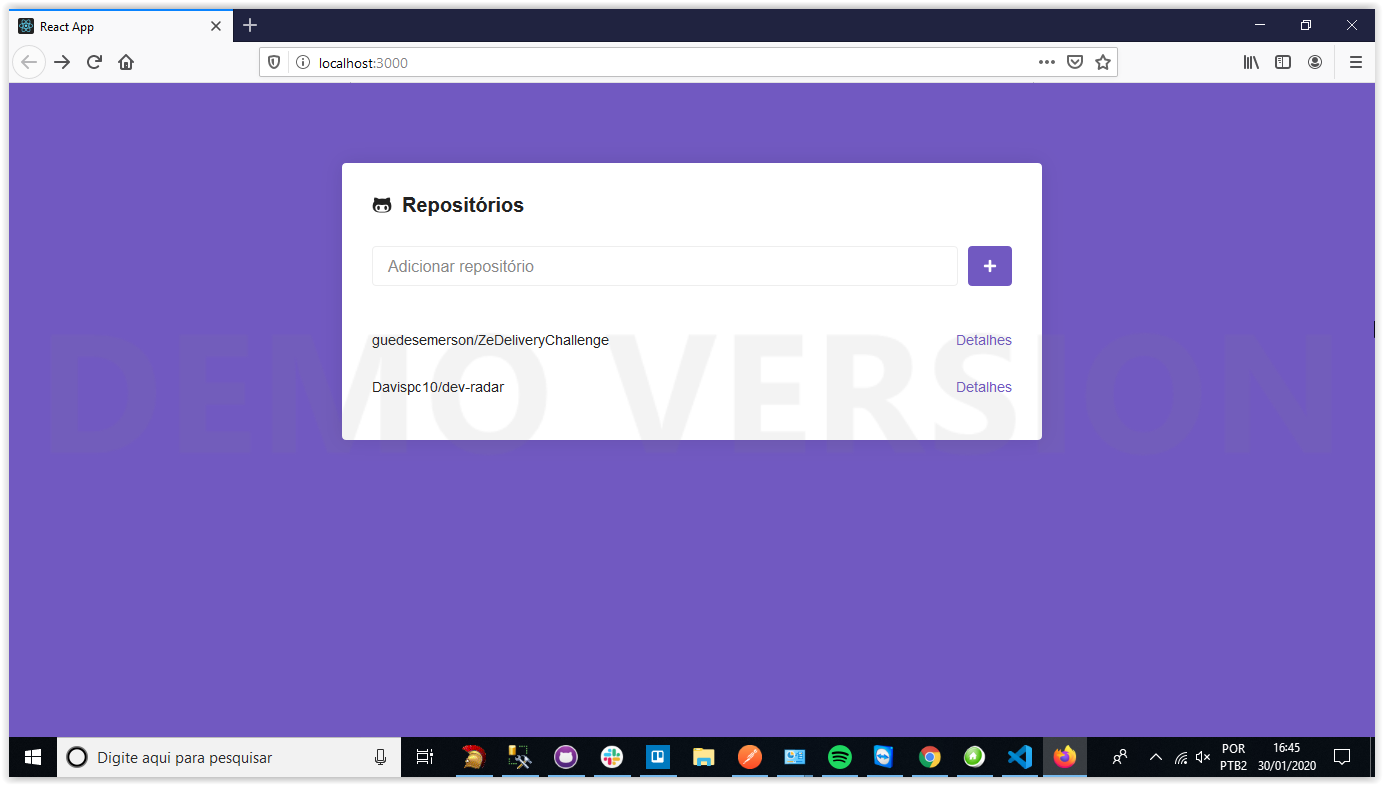 React App
localhost:3000
Repositórios
Adicionar repositório
guedesemerson/ZeDeliveryChallenge Detalhes
Davispc10/dev-radar Detalhes
DEMO VERSION
Digite aqui para pesquisar
POR 16:45
PTB2 30/01/2020